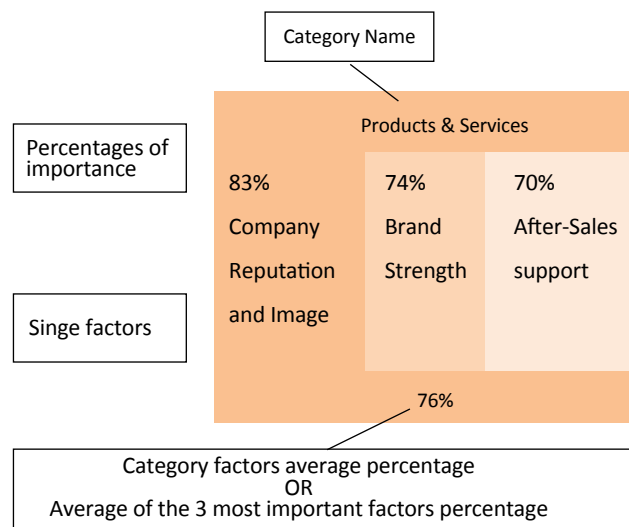 Category Name
Products & Services
Percentages of
importance
83%
74%
70%
Company
Brand
After-Sales
Reputation
Strength
support
and Image
Singe factors
76%
Category factors average percentage
OR
Average of the 3 most important factors percentage